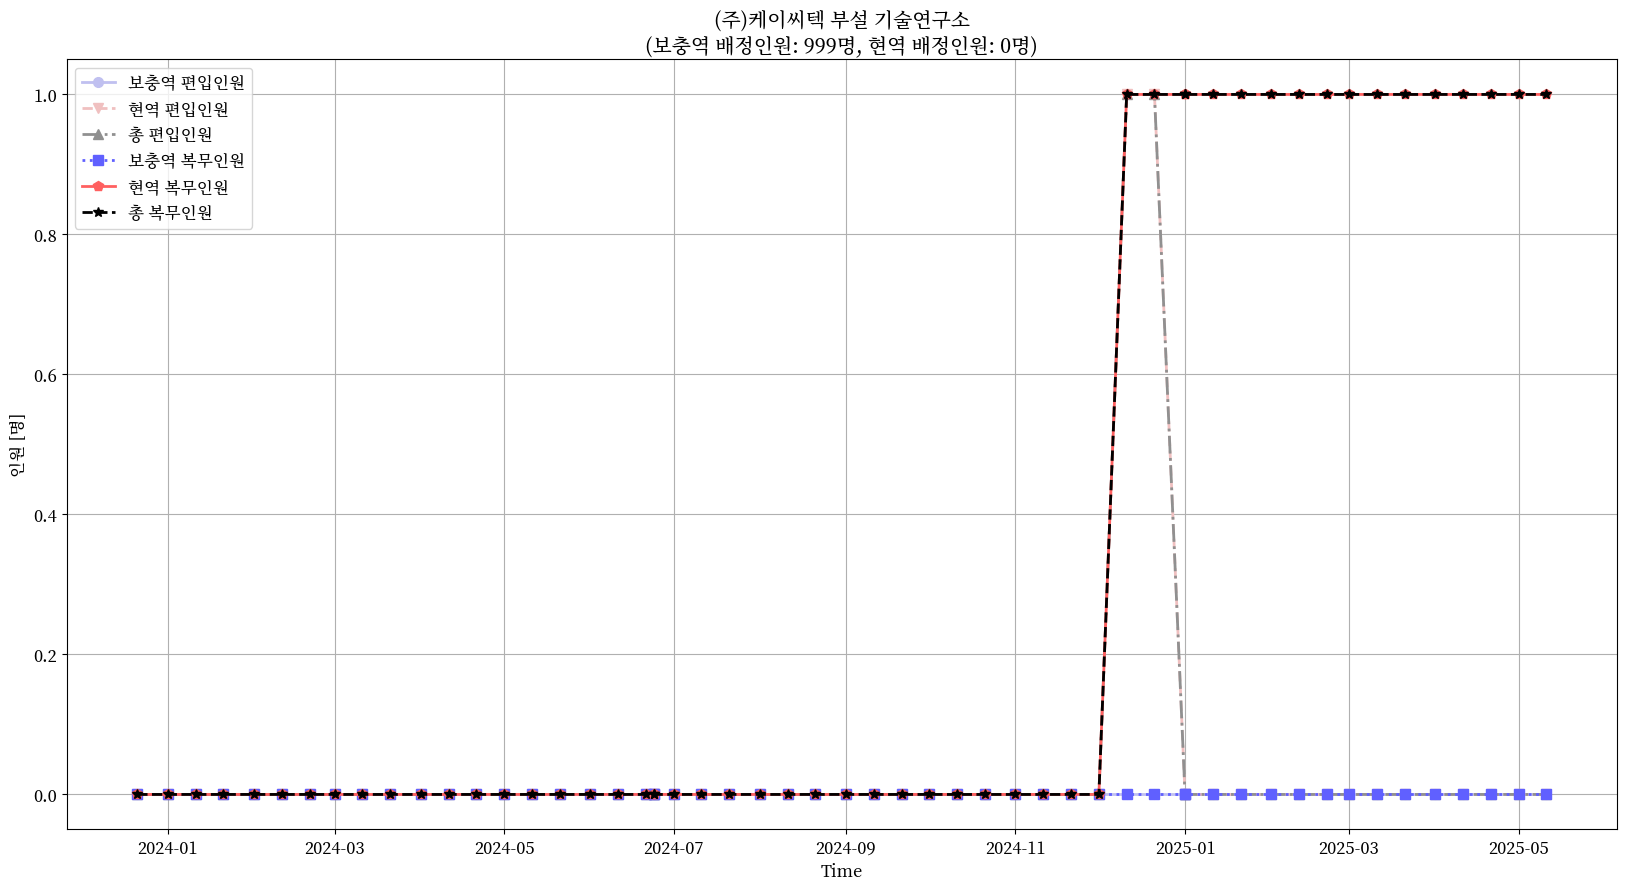 (주)케이씨텍 부설 기술연구소
(보충역 배정인원: 999명, 현역 배정인원: 0명)
보충역 편입인원
현역 편입인원
총 편입인원
보충역 복무인원
현역 복무인원
총 복무인원
1.0
0.8
0.6
0.4
0.2
0.0
인원 [명]
2024-01
2024-03
2024-05
2024-07
2024-09
2024-11
2025-01
2025-03
2025-05
Time